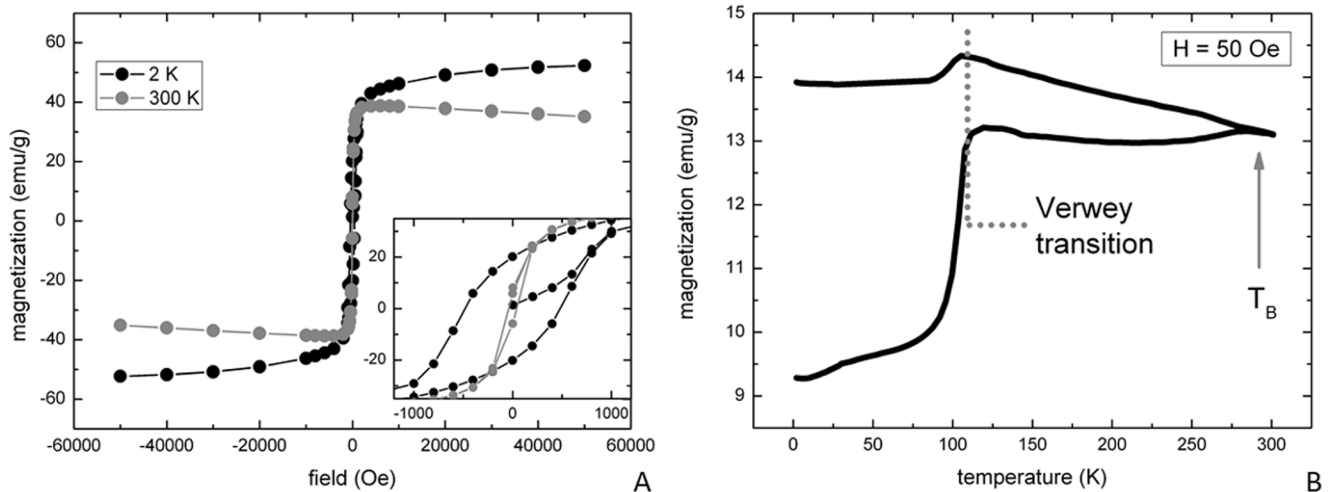 60
40
20
0
-20
-40
-60
magnetization (emu/g)
2 K
300 K
20
0
-20
-1000 0 1000
-60000 -40000 -20000 0 20000 40000 60000
field (Oe)
A
15
14
13
12
11
10
9
magnetization (emu/g)
H = 50 Oe
Verwey
transition
TB
0 50 100 150 200 250 300
temperature (K)
B